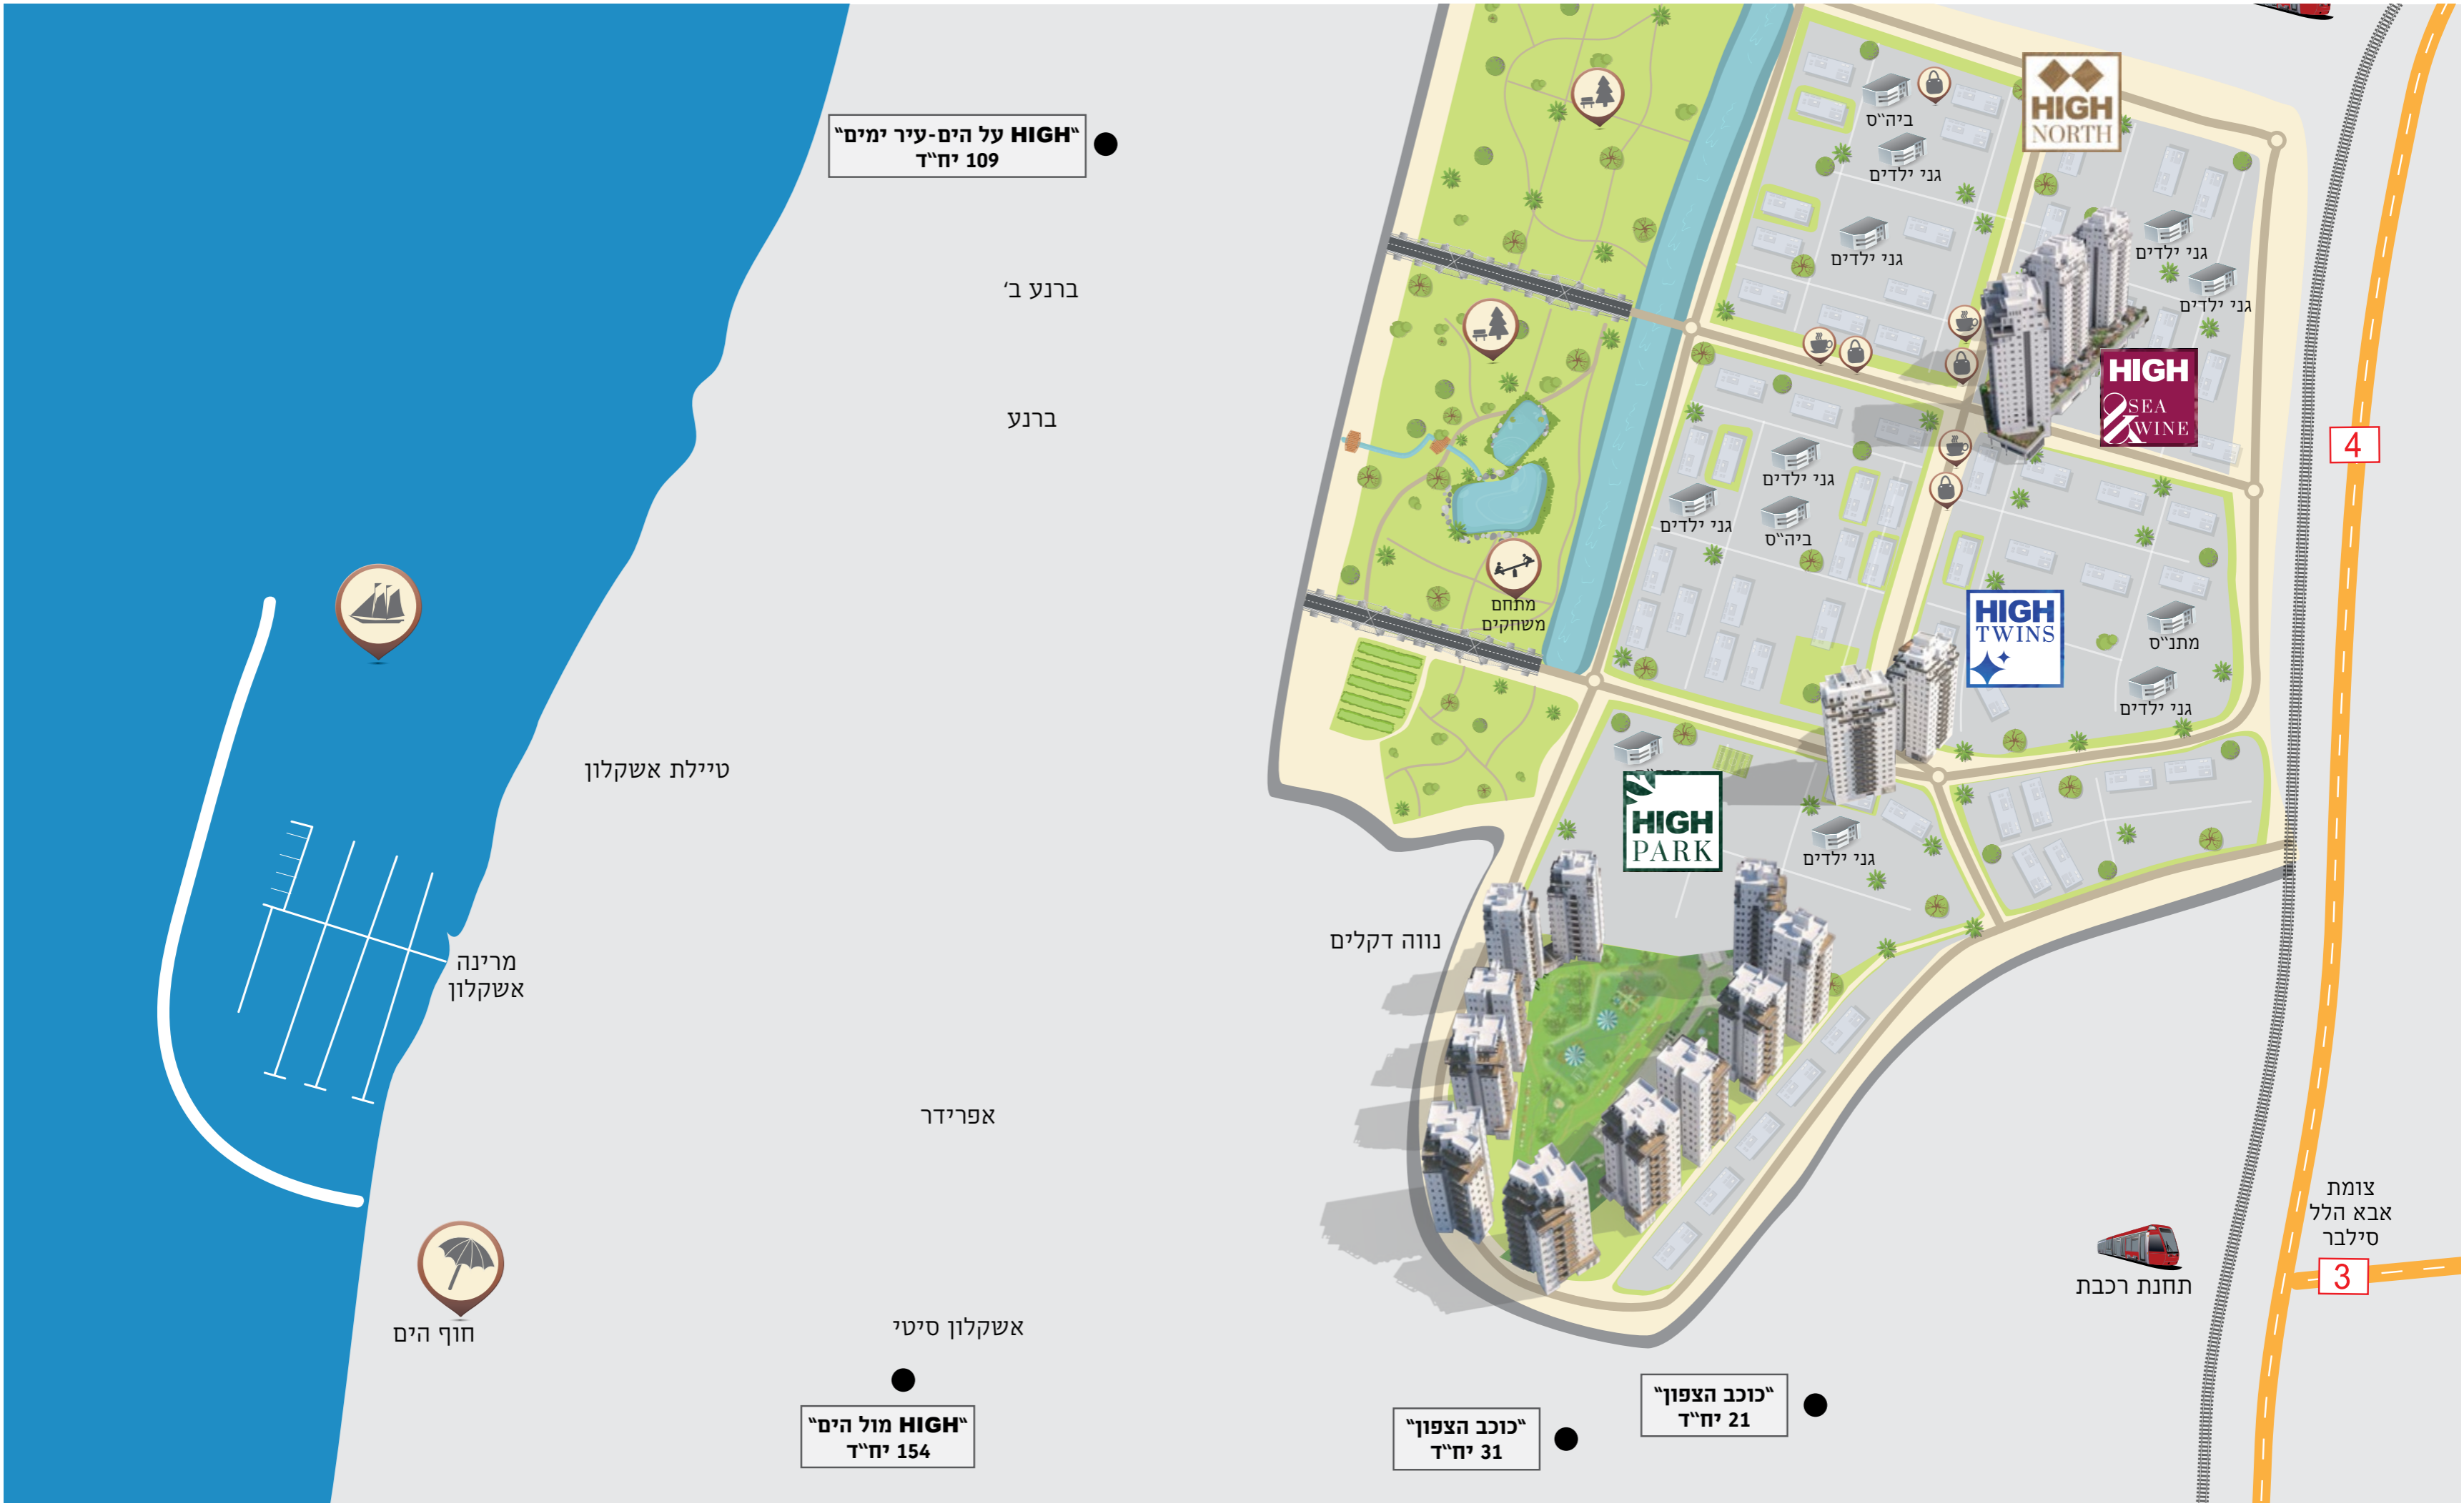 "HIGH על הים-עיר ימים"
109 יח"ד
ברנע ב'
ברנע
טיילת אשקלון
מרינה
אשקלון
חוף הים
אפרידר
נווה דקלים
אשקלון סיטי
"HIGH מול הים"
154 יח"ד
"כוכב הצפון"
31 יח"ד
"כוכב הצפון"
21 יח"ד
HIGH
NORTH
ביה"ס
גני ילדים
גני ילדים
גני ילדים
גני ילדים
HIGH
&SEA
WINE
גני ילדים
גני ילדים
ביה"ס
מתחם
משחקים
HIGH
TWINS
מתנ"ס
גני ילדים
HIGH
PARK
גני ילדים
4
צומת
אבא הלל
סילבר
3
תחנת רכבת